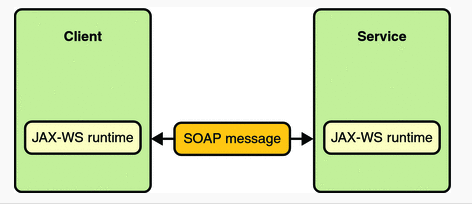 Client
Service
JAX-WS runtime
SOAP message
JAX-WS runtime